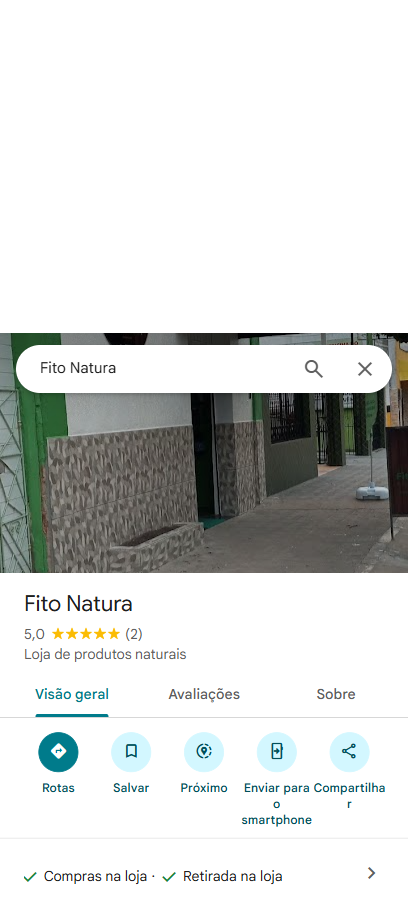 Fito Natura
Fito Natura
5,0 (2)
Loja de produtos naturais
Visão geral Avaliações Sobre
Rotas Salvar Próximo Enviar para o smartphone Compartilhar
Compras na loja · Retirada na loja